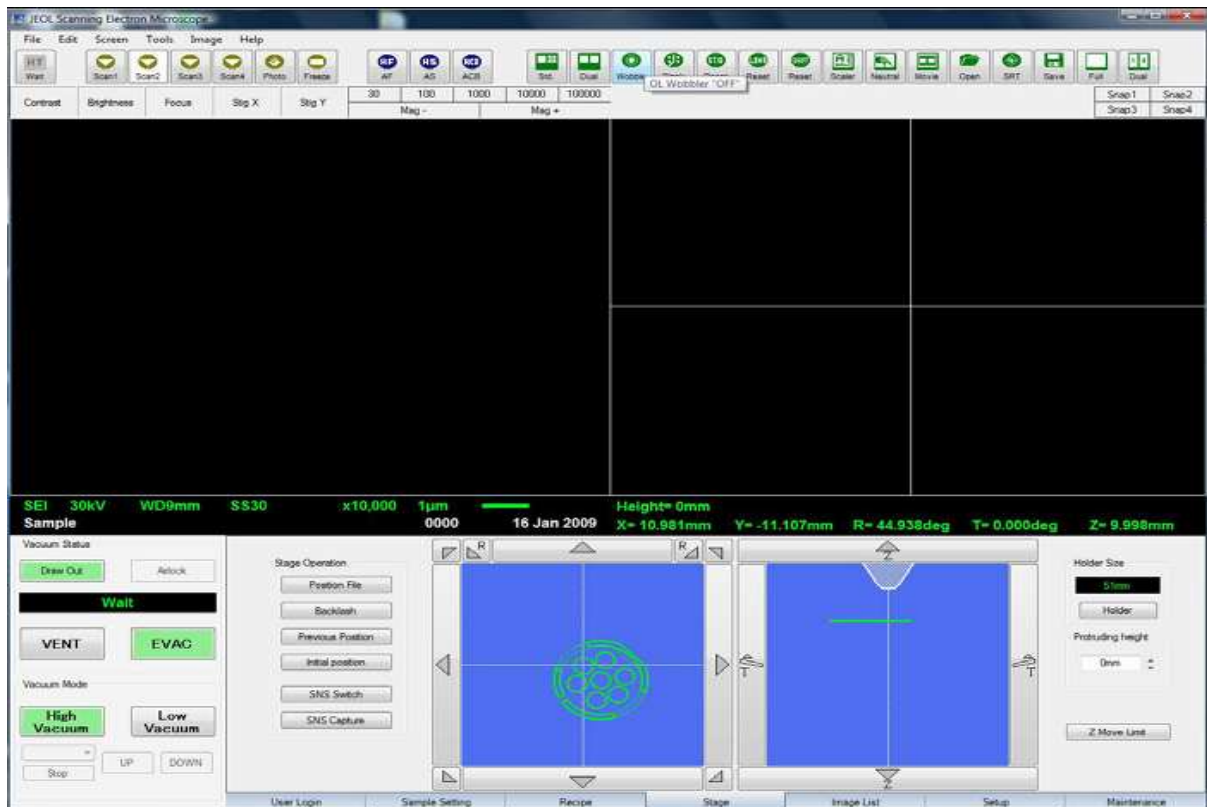 JEOL Scanning Electron Microscope
File Edit Screen Tools Image Help
HT
Wait Scan1 Scan2 Scan3 Scan4 Photo Freeze AF AS ACB Std. Dual Wobbler Reset Reset Scaler Neutral Movie Open SRT Save Full Dual
OL Wobbler "OFF"
Contrast Brightness Focus Stig X Stig Y 30 100 1000 10000 100000 Snap1 Snap2
Mag - Mag + Snap3 Snap4
SEI 30kV WD9mm SS30 x10,000 1µm Height= 0mm
Sample 0000 16 Jan 2009 X= 10.981mm Y= -11.107mm R= 44.938deg T= 0.000deg Z= 9.998mm
Vacuum Status
Draw Out Airlock
Wait
VENT EVAC
Vacuum Mode
High Vacuum Low Vacuum
UP DOWN
Stop
Stage Operation
Position File
Backlash
Previous Position
Initial position
SNS Switch
SNS Capture
R R
Z
T T
Z
Holder Size
51mm
Holder
Protruding height
0mm
Z Move Limit
User Login Sample Setting Recipe Stage Image List Setup Maintenance